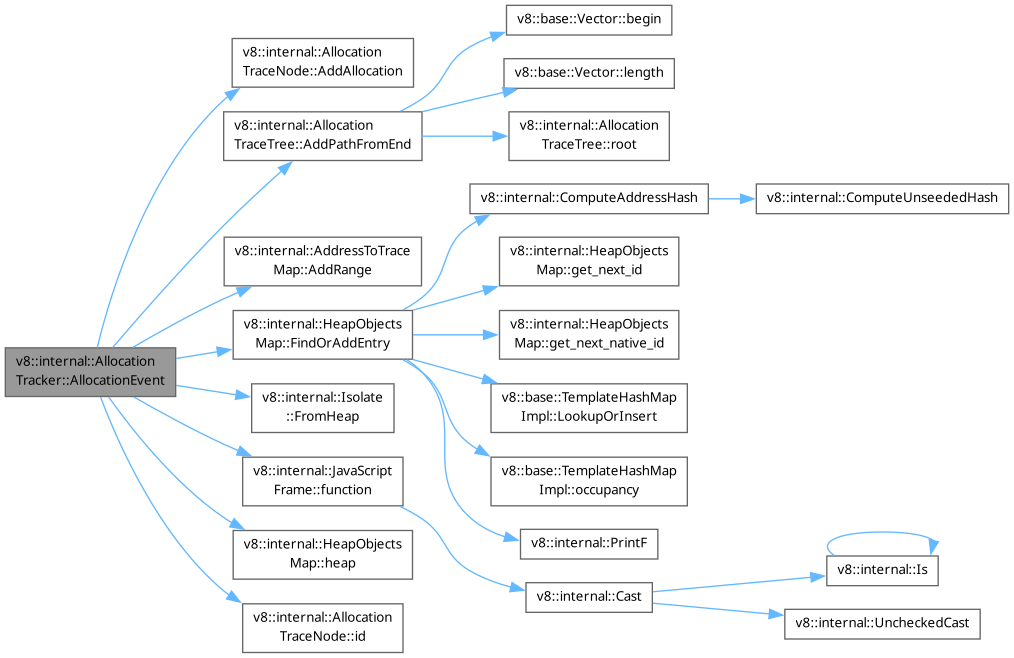 v8::internal::Allocation
Tracker::AllocationEvent
v8::internal::Allocation
TraceNode::AddAllocation
v8::internal::Allocation
TraceTree::AddPathFromEnd
v8::base::Vector::begin
v8::base::Vector::length
v8::internal::Allocation
TraceTree::root
v8::internal::AddressToTrace
Map::AddRange
v8::internal::HeapObjects
Map::FindOrAddEntry
v8::internal::ComputeAddressHash
v8::internal::ComputeUnseededHash
v8::internal::HeapObjects
Map::get_next_id
v8::internal::HeapObjects
Map::get_next_native_id
v8::base::TemplateHashMap
Impl::LookupOrInsert
v8::base::TemplateHashMap
Impl::occupancy
v8::internal::PrintF
v8::internal::Isolate
::FromHeap
v8::internal::JavaScript
Frame::function
v8::internal::Cast
v8::internal::Is
v8::internal::UncheckedCast
v8::internal::HeapObjects
Map::heap
v8::internal::Allocation
TraceNode::id